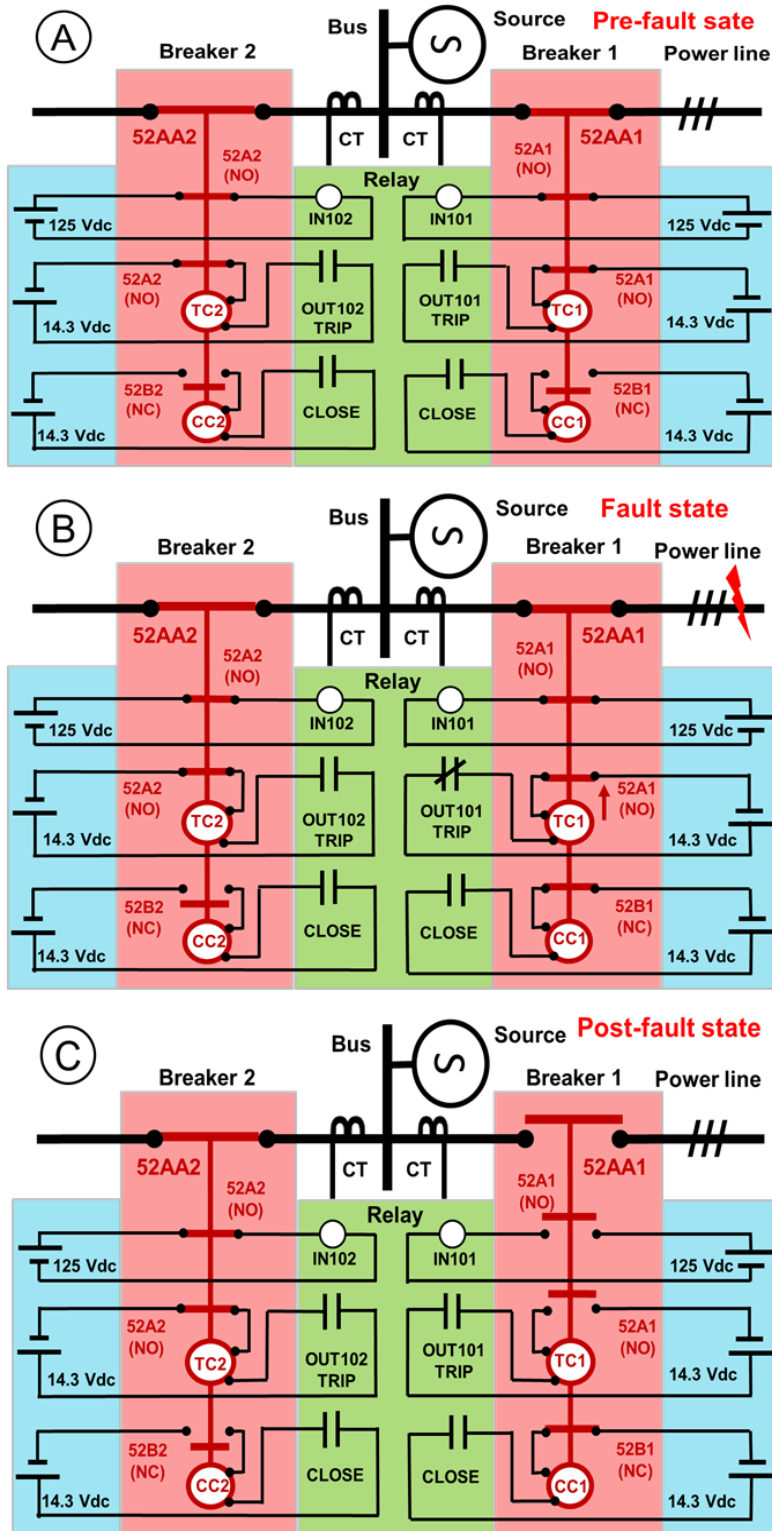 A
Bus
Source
Pre-fault sate
Breaker 2
Breaker 1
Power line
S
52AA2
CT
CT
52AA1
52A2
(NO)
52A1
(NO)
Relay
125 Vdc
IN102
IN101
125 Vdc
52A2
(NO)
TC2
OUT102
TRIP
OUT101
TRIP
TC1
52A1
(NO)
14.3 Vdc
14.3 Vdc
52B2
(NC)
CC2
CLOSE
CLOSE
CC1
52B1
(NC)
14.3 Vdc
14.3 Vdc
B
Bus
Source
Fault state
Breaker 2
Breaker 1
Power line
S
52AA2
CT
CT
52AA1
52A2
(NO)
52A1
(NO)
Relay
125 Vdc
IN102
IN101
125 Vdc
52A2
(NO)
TC2
OUT102
TRIP
OUT101
TRIP
TC1
52A1
(NO)
14.3 Vdc
14.3 Vdc
52B2
(NC)
CC2
CLOSE
CLOSE
CC1
52B1
(NC)
14.3 Vdc
14.3 Vdc
C
Bus
Source
Post-fault state
Breaker 2
Breaker 1
Power line
S
52AA2
CT
CT
52AA1
52A2
(NO)
52A1
(NO)
Relay
125 Vdc
IN102
IN101
125 Vdc
52A2
(NO)
TC2
OUT102
TRIP
OUT101
TRIP
TC1
52A1
(NO)
14.3 Vdc
14.3 Vdc
52B2
(NC)
CC2
CLOSE
CLOSE
CC1
52B1
(NC)
14.3 Vdc
14.3 Vdc